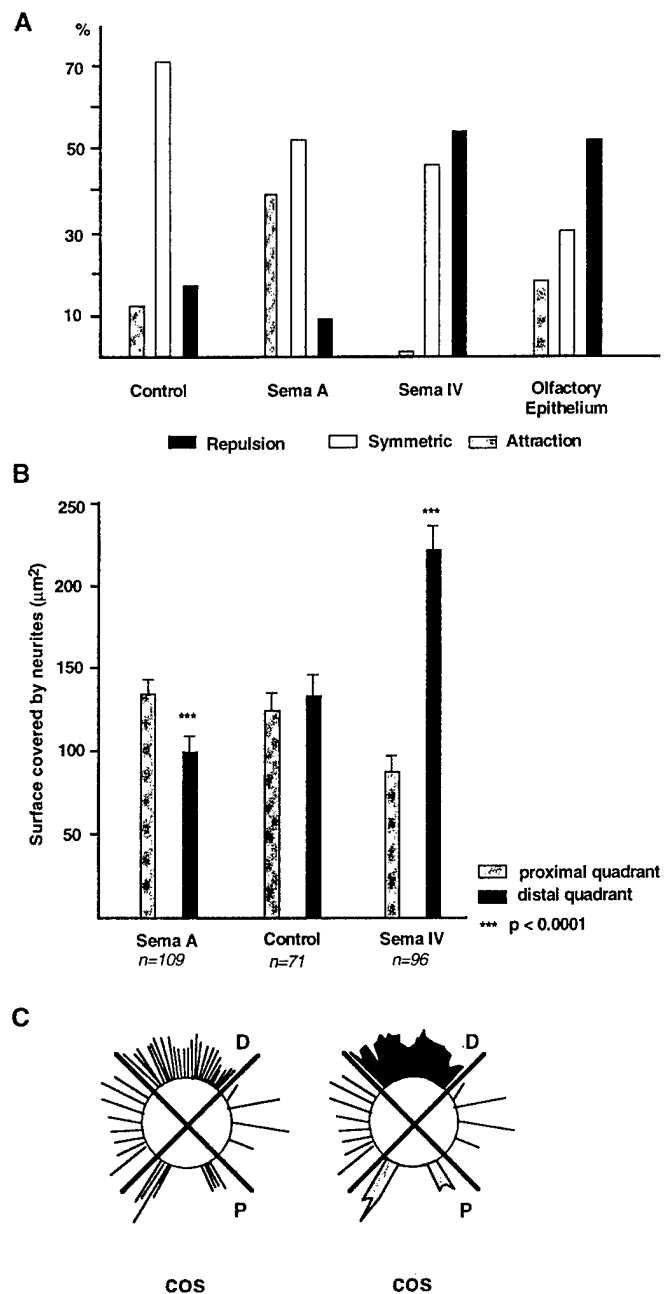 A
%
70
50
30
10
Control Sema A Sema IV Olfactory
Epithelium
Repulsion Symmetric Attraction
B
Surface covered by neurites (µm²)
250
200
150
100
50
***
***
proximal quadrant
distal quadrant
*** p < 0.0001
Sema A Control Sema IV
n=109 n=71 n=96
C
D D
P P
COS COS